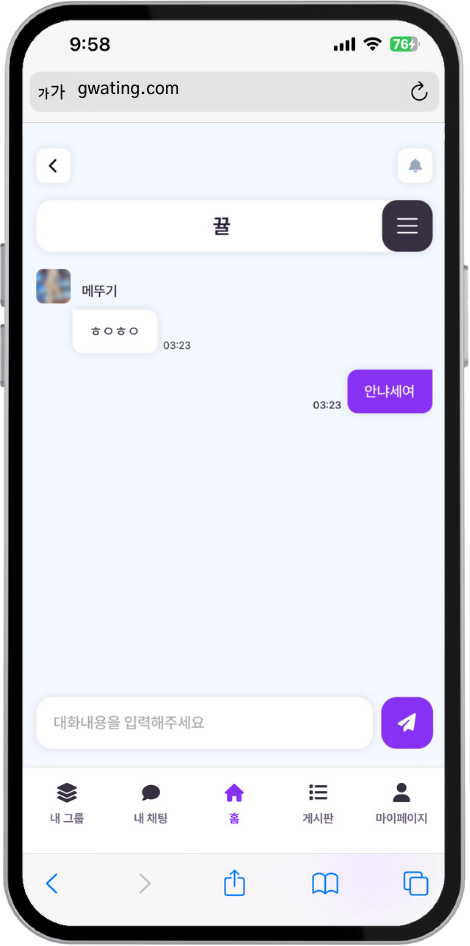 9:58
76
가가 gwating.com
뀰
메뚜기
ㅎㅇㅎㅇ
03:23
안냐세여
03:23
대화내용을 입력해주세요
내 그룹 내 채팅 홈 게시판 마이페이지